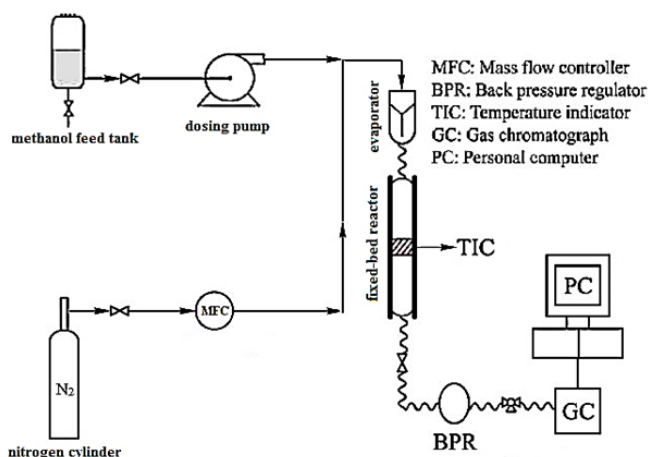 methanol feed tank
dosing pump
evaporator
MFC: Mass flow controller
BPR: Back pressure regulator
TIC: Temperature indicator
GC: Gas chromatograph
PC: Personal computer
fixed-bed reactor
TIC
PC
MFC
N2
GC
BPR
nitrogen cylinder